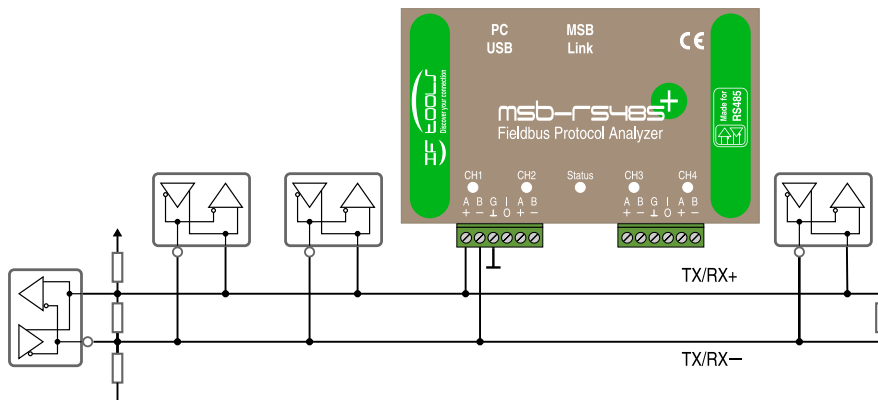 PC
USB
MSB
Link
CE
IFTOOLS
Discover your connection
msb-rs485+
Fieldbus Protocol Analyzer
Made for
RS485
CH1 CH2 Status CH3 CH4
A B G I A B A B G I A B
+ − ⊥ O + − + − ⊥ O + −
TX/RX+
TX/RX−